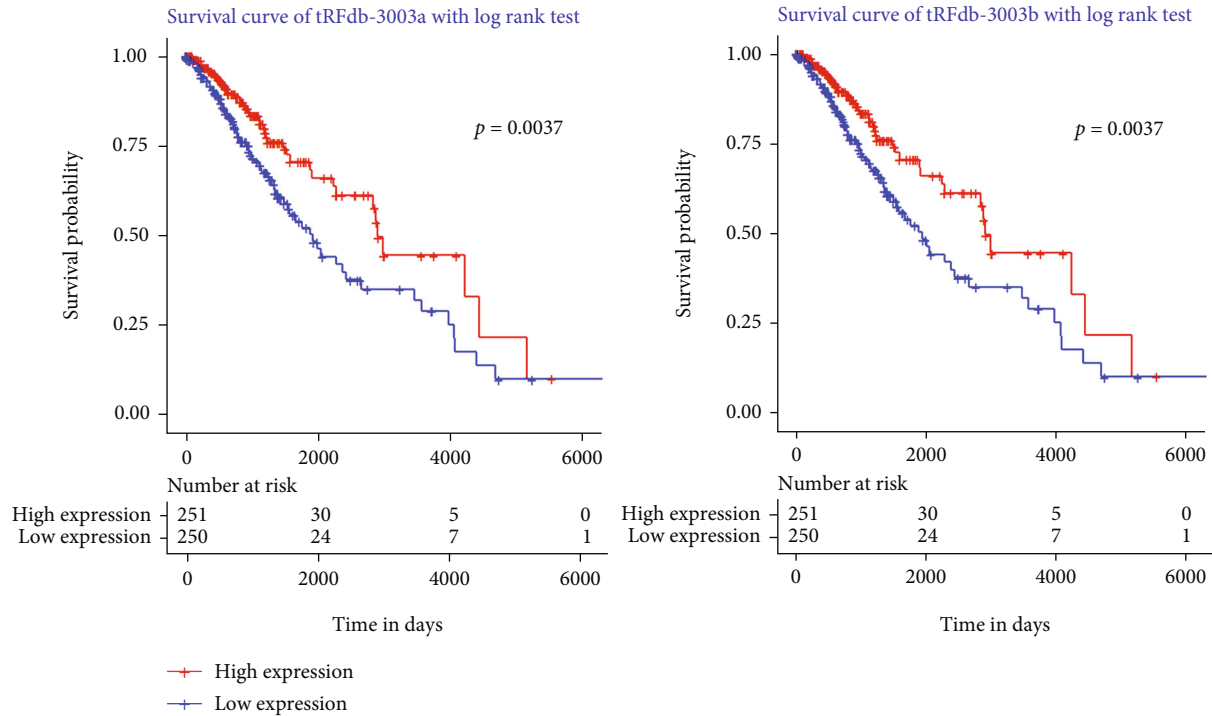 Survival curve of tRFdb-3003a with log rank test
1.00
0.75
0.50
0.25
0.00
Survival probability
p = 0.0037
0 2000 4000 6000
Number at risk
High expression 251 30 5 0
Low expression 250 24 7 1
0 2000 4000 6000
Time in days
Survival curve of tRFdb-3003b with log rank test
1.00
0.75
0.50
0.25
0.00
Survival probability
p = 0.0037
0 2000 4000 6000
Number at risk
High expression 251 30 5 0
Low expression 250 24 7 1
0 2000 4000 6000
Time in days
High expression
Low expression